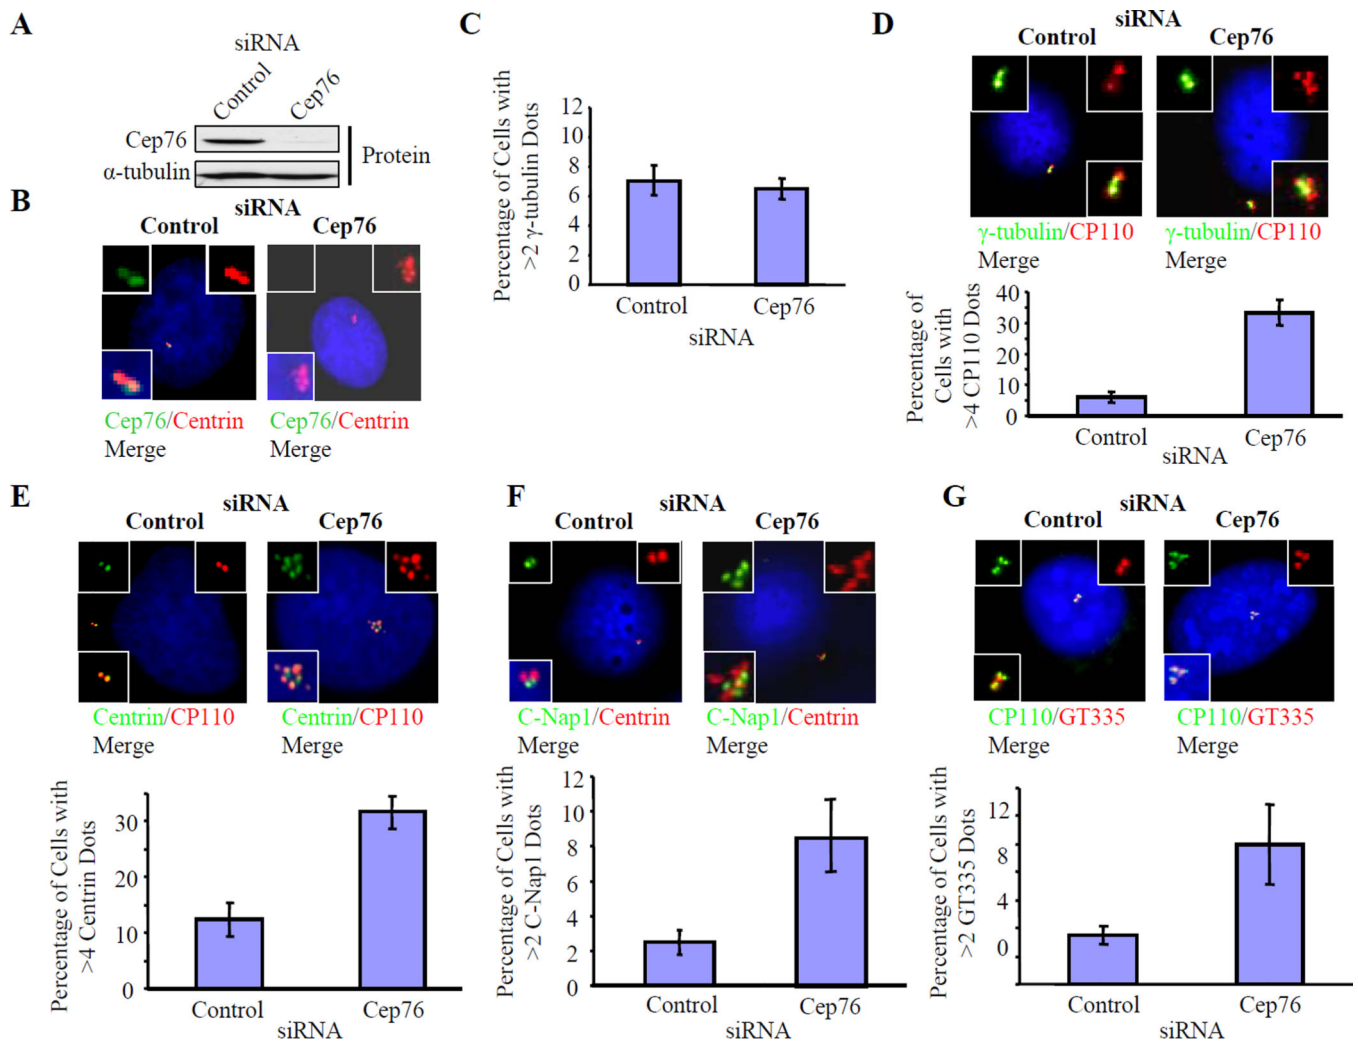 A
siRNA
Control
Cep76
Cep76
α-tubulin
Protein
B
siRNA
Control
Cep76
Cep76/Centrin
Merge
Cep76/Centrin
Merge
C
Percentage of Cells with
>2 γ-tubulin Dots
12
10
8
6
4
2
0
Control
Cep76
siRNA
D
siRNA
Control
Cep76
γ-tubulin/CP110
Merge
γ-tubulin/CP110
Merge
Percentage of
Cells with
>4 CP110 Dots
40
30
20
10
0
Control
Cep76
siRNA
E
siRNA
Control
Cep76
Centrin/CP110
Merge
Centrin/CP110
Merge
Percentage of Cells with
>4 Centrin Dots
30
20
10
0
Control
Cep76
siRNA
F
siRNA
Control
Cep76
C-Nap1/Centrin
Merge
C-Nap1/Centrin
Merge
Percentage of Cells with
>2 C-Nap1 Dots
12
10
8
6
4
2
0
Control
Cep76
siRNA
G
siRNA
Control
Cep76
CP110/GT335
Merge
CP110/GT335
Merge
Percentage of Cells with
>2 GT335 Dots
12
8
4
0
Control
Cep76
siRNA